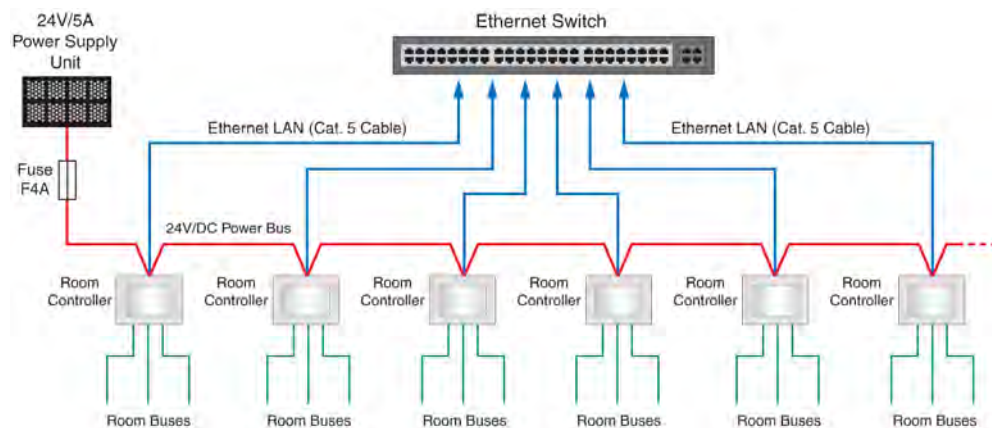 24V/5A
Power Supply
Unit
Ethernet Switch
Ethernet LAN (Cat. 5 Cable)
Ethernet LAN (Cat. 5 Cable)
Fuse
F4A
24V/DC Power Bus
Room
Controller
Room
Controller
Room
Controller
Room
Controller
Room
Controller
Room
Controller
Room Buses
Room Buses
Room Buses
Room Buses
Room Buses
Room Buses